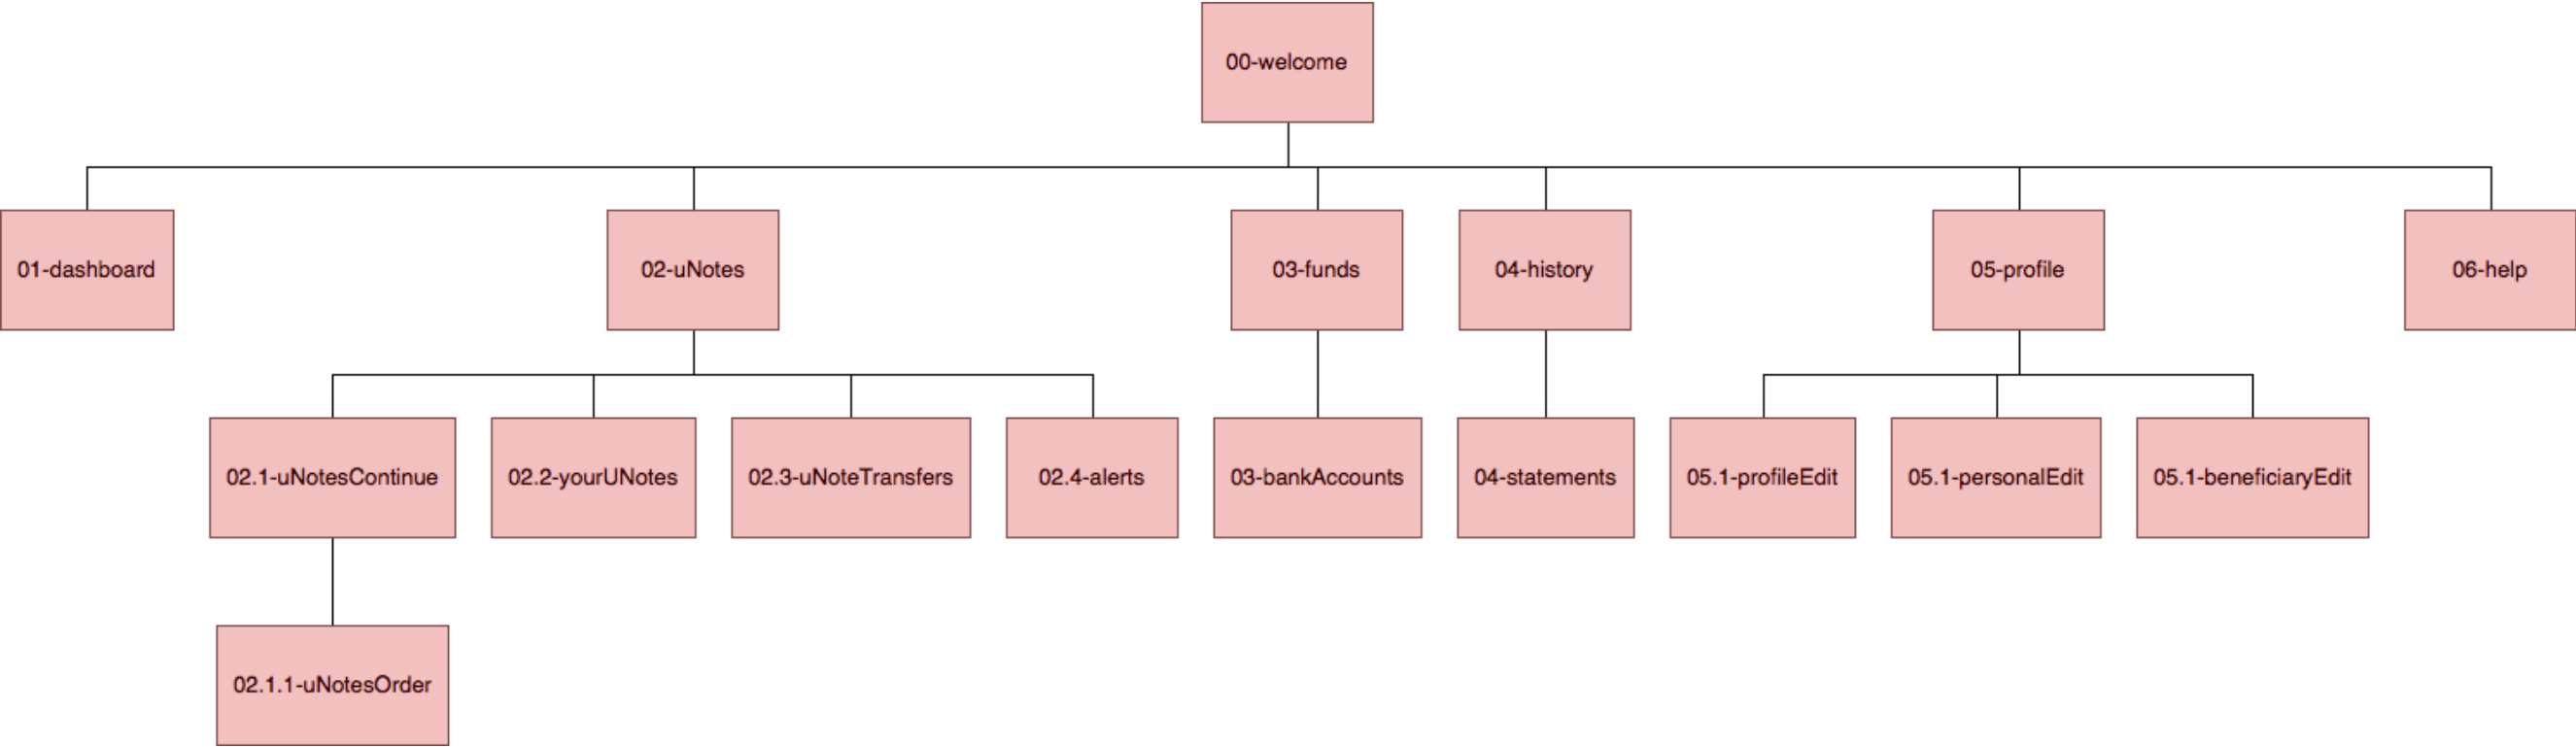 00-welcome
01-dashboard
02-uNotes
03-funds
04-history
05-profile
06-help
02.1-uNotesContinue
02.2-yourUNotes
02.3-uNoteTransfers
02.4-alerts
03-bankAccounts
04-statements
05.1-profileEdit
05.1-personalEdit
05.1-beneficiaryEdit
02.1.1-uNotesOrder